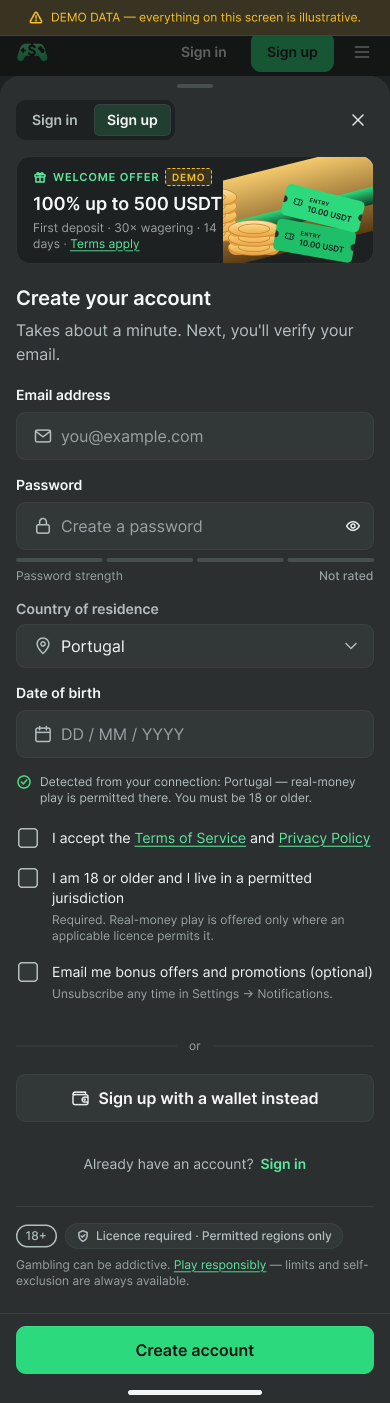 DEMO DATA — everything on this screen is illustrative.
Sign in
Sign up
Sign in
Sign up
WELCOME OFFER DEMO
100% up to 500 USDT
First deposit · 30× wagering · 14
days · Terms apply
ENTRY
10.00 USDT
ENTRY
10.00 USDT
Create your account
Takes about a minute. Next, you'll verify your
email.
Email address
you@example.com
Password
Create a password
Password strength
Not rated
Country of residence
Portugal
Date of birth
DD / MM / YYYY
Detected from your connection: Portugal — real-money
play is permitted there. You must be 18 or older.
I accept the Terms of Service and Privacy Policy
I am 18 or older and I live in a permitted
jurisdiction
Required. Real-money play is offered only where an
applicable licence permits it.
Email me bonus offers and promotions (optional)
Unsubscribe any time in Settings → Notifications.
or
Sign up with a wallet instead
Already have an account? Sign in
18+
Licence required · Permitted regions only
Gambling can be addictive. Play responsibly — limits and self-
exclusion are always available.
Create account